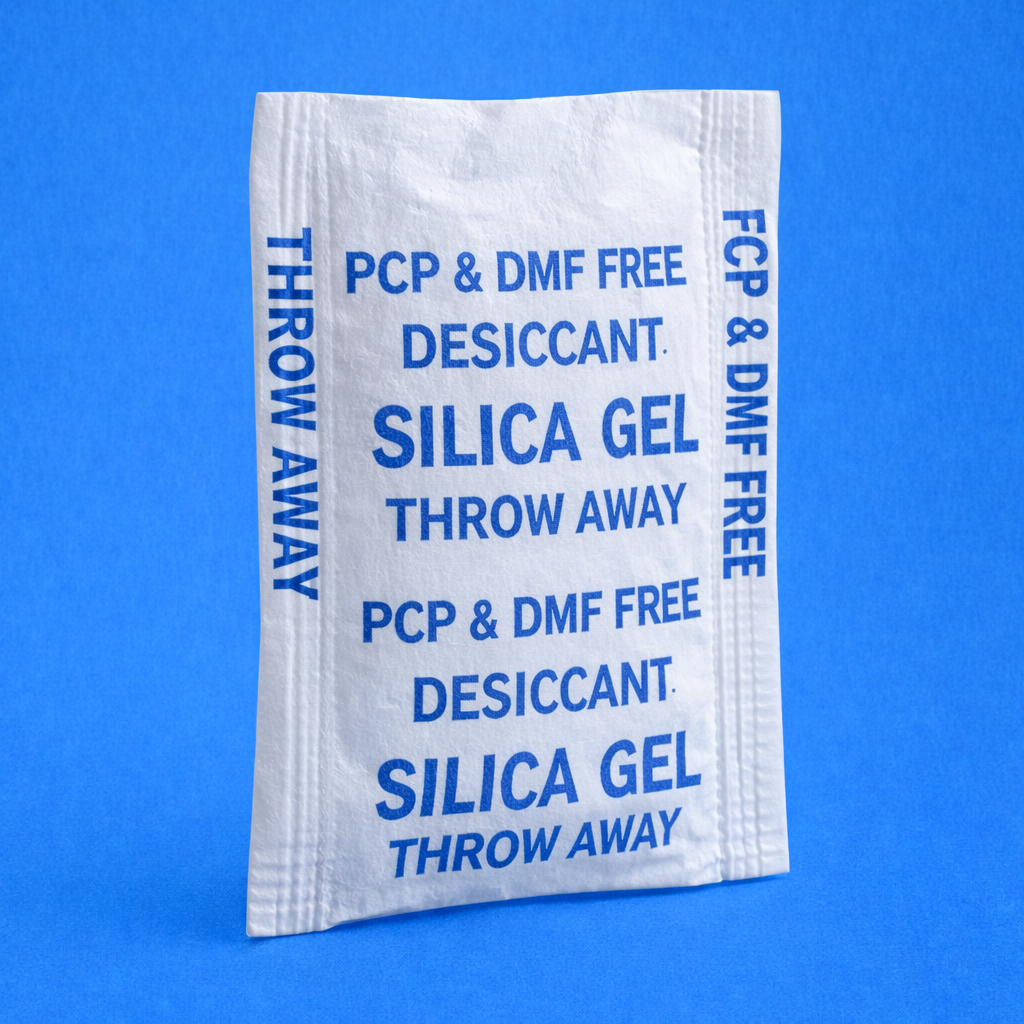 THROW AWAY
PCP & DMF FREE
DESICCANT.
SILICA GEL
THROW AWAY
PCP & DMF FREE
DESICCANT.
SILICA GEL
THROW AWAY
FCP & DMF FREE